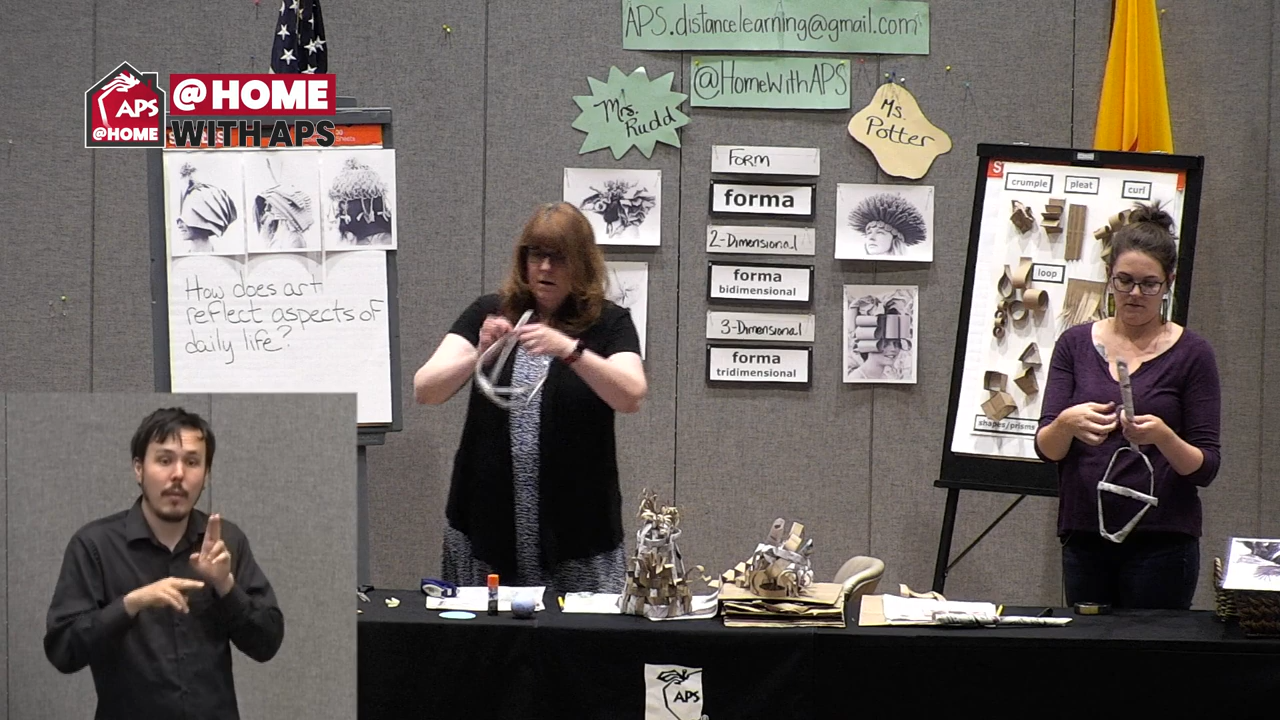 APS.distancelearning@gmail.com
@HomeWithAPS
Mrs. Rudd
Ms. Potter
APS
@HOME
@HOME
WITH APS
How does art
reflect aspects of
daily life?
FORM
forma
2-Dimensional
forma
bidimensional
3-Dimensional
forma
tridimensional
crumple
pleat
curl
loop
shapes/prisms
APS